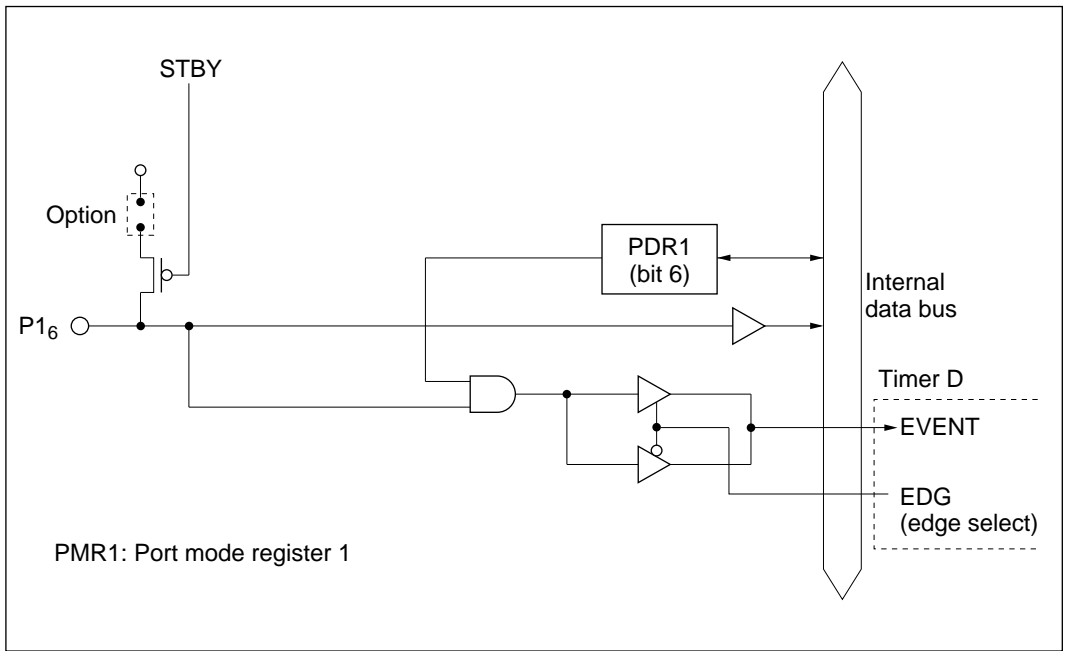 STBY
Option
PDR1
(bit 6)
Internal
data bus
P1₆
Timer D
EVENT
EDG
(edge select)
PMR1: Port mode register 1